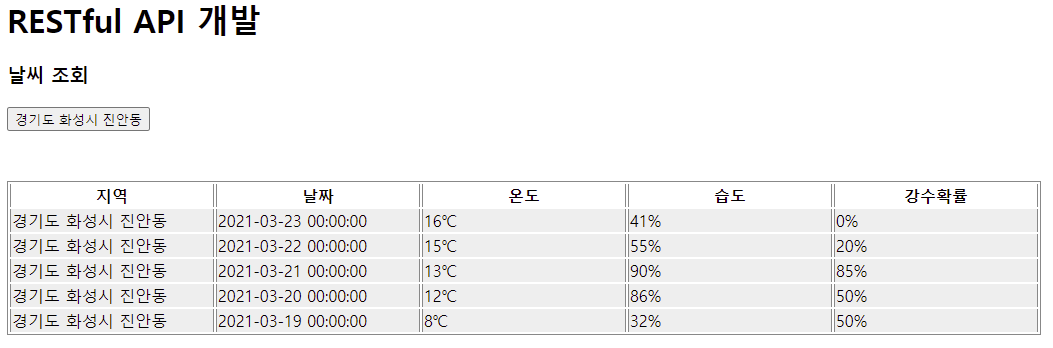 RESTful API 개발
날씨 조회
경기도 화성시 진안동
지역 날짜 온도 습도 강수확률
경기도 화성시 진안동 2021-03-23 00:00:00 16℃ 41% 0%
경기도 화성시 진안동 2021-03-22 00:00:00 15℃ 55% 20%
경기도 화성시 진안동 2021-03-21 00:00:00 13℃ 90% 85%
경기도 화성시 진안동 2021-03-20 00:00:00 12℃ 86% 50%
경기도 화성시 진안동 2021-03-19 00:00:00 8℃ 32% 50%